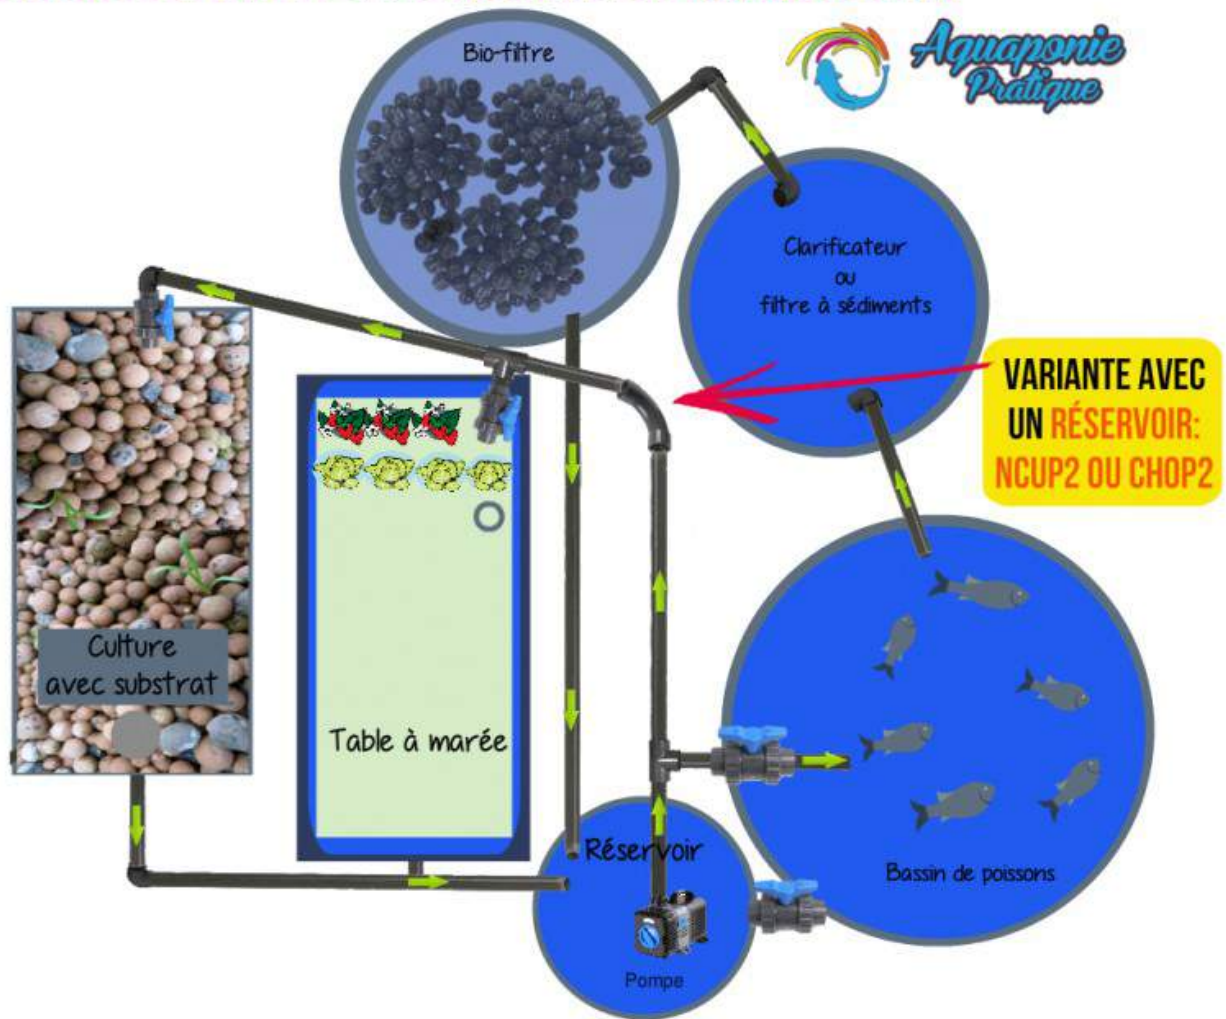 Bio-filtre
Aquaponie
Pratique
Clarificateur
ou
filtre à sédiments
VARIANTE AVEC
UN RÉSERVOIR:
NCUP2 OU CHOP2
Culture
avec substrat
Table à marée
Réservoir
Bassin de poissons
Pompe